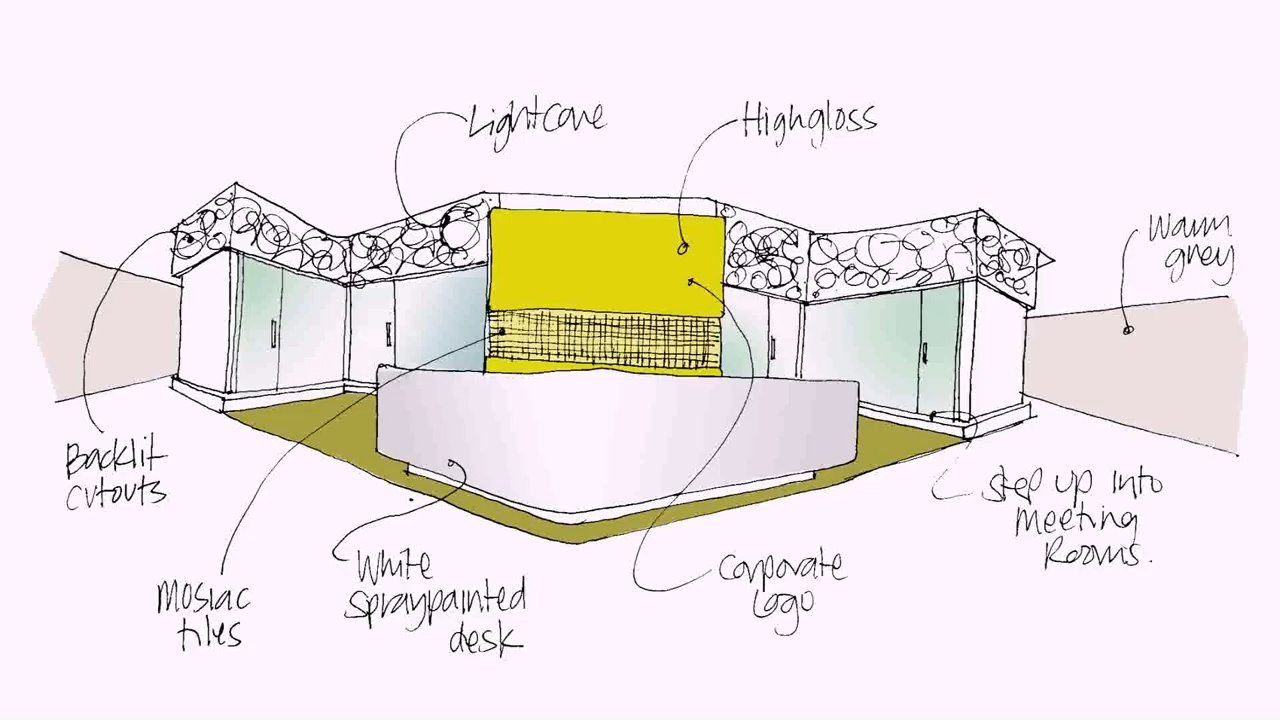 Lightcove
Highgloss
Warm
grey
Backlit
cutouts
Step up into
Meeting
Rooms.
White
spraypainted
desk
Corporate
Logo
Mosiac
tiles